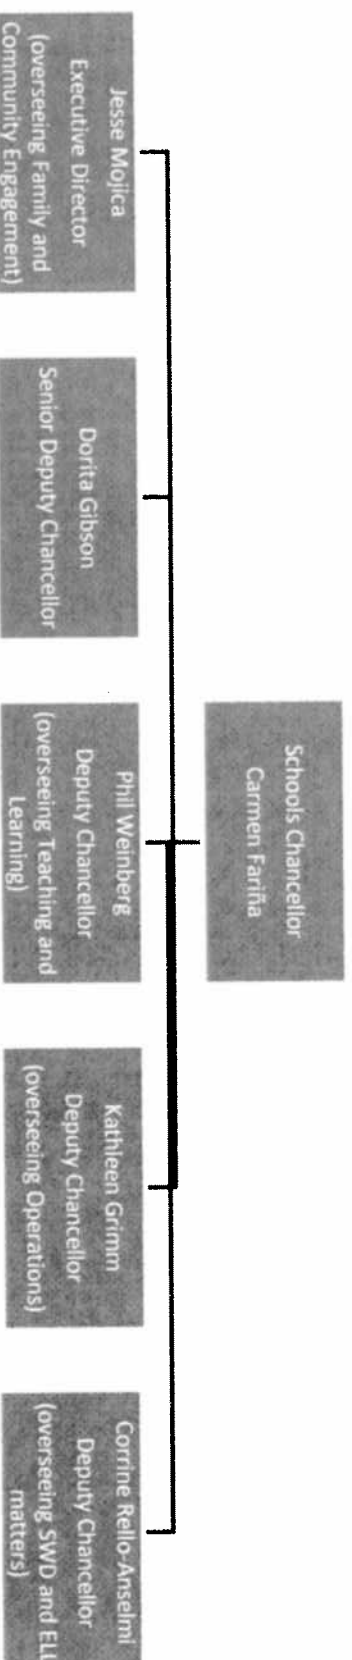 Schools Chancellor
Carmen Fariña
Jesse Mojica
Executive Director
(overseeing Family and
Community Engagement)
Dorita Gibson
Senior Deputy Chancellor
Phil Weinberg
Deputy Chancellor
(overseeing Teaching and
Learning)
Kathleen Grimm
Deputy Chancellor
(overseeing Operations)
Corrine Rello-Anselmi
Deputy Chancellor
(overseeing SWD and ELL
matters)